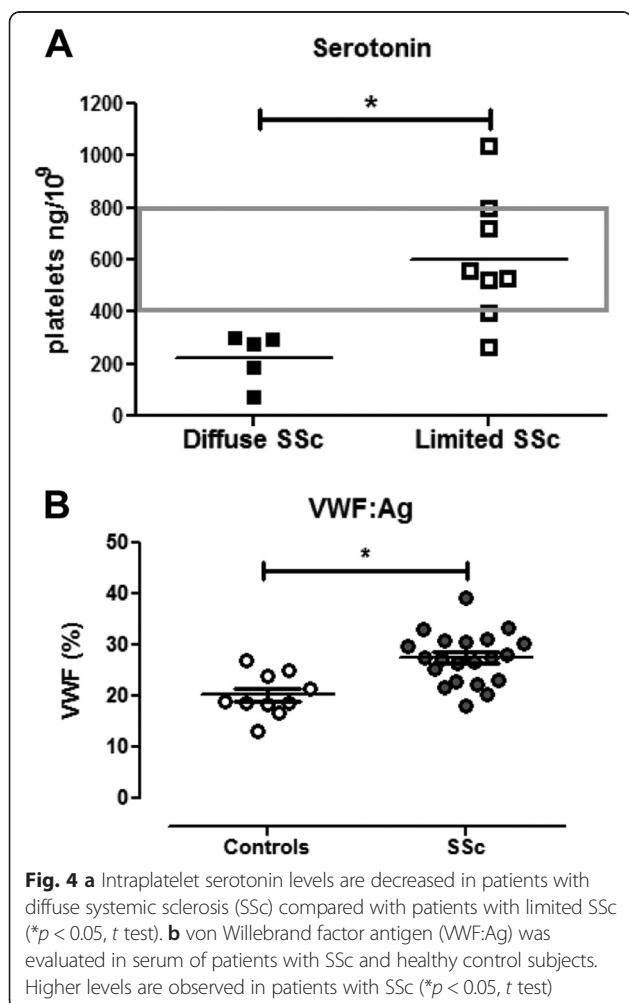 A
Serotonin
*
platelets ng/10⁹
1200
1000
800
600
400
200
0
Diffuse SSc Limited SSc
B
VWF:Ag
*
VWF (%)
50
40
30
20
10
0
Controls SSc
Fig. 4 a Intraplatelet serotonin levels are decreased in patients with
diffuse systemic sclerosis (SSc) compared with patients with limited SSc
(*p < 0.05, t test). b von Willebrand factor antigen (VWF:Ag) was
evaluated in serum of patients with SSc and healthy control subjects.
Higher levels are observed in patients with SSc (*p < 0.05, t test)